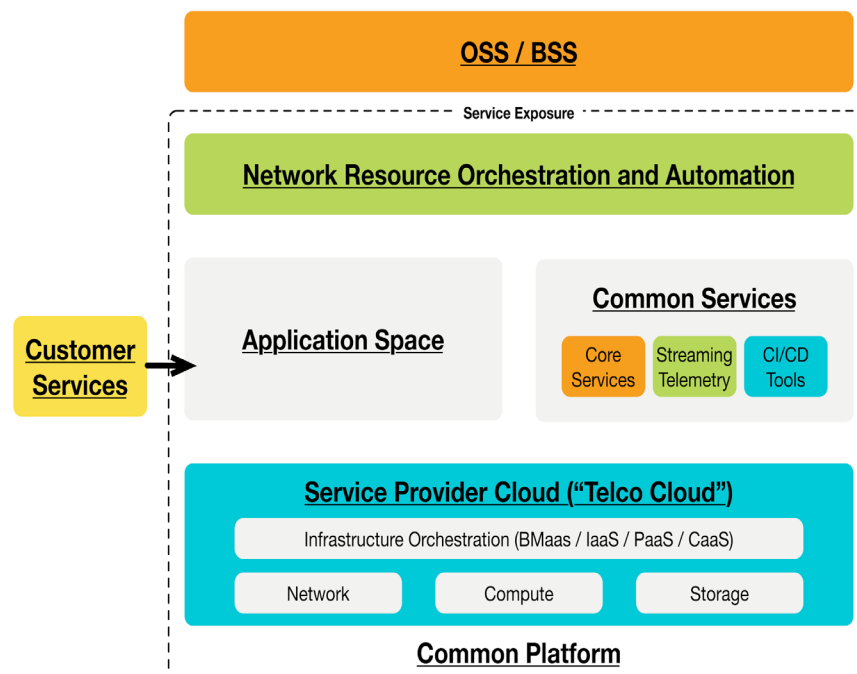 OSS / BSS
Service Exposure
Network Resource Orchestration and Automation
Customer
Services
Application Space
Common Services
Core
Services
Streaming
Telemetry
CI/CD
Tools
Service Provider Cloud (“Telco Cloud”)
Infrastructure Orchestration (BMaas / IaaS / PaaS / CaaS)
Network
Compute
Storage
Common Platform